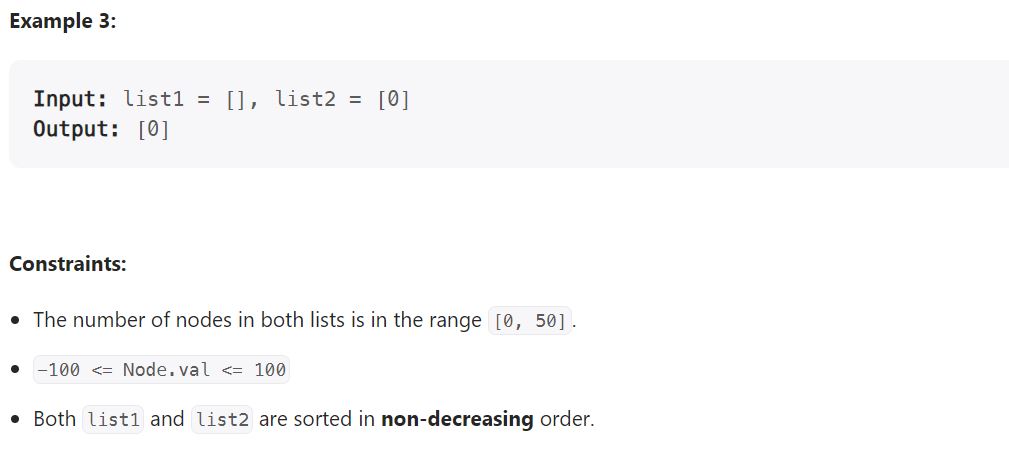 Example 3:
Input: list1 = [], list2 = [0]
Output: [0]
Constraints:
• The number of nodes in both lists is in the range [0, 50].
• -100 <= Node.val <= 100
• Both list1 and list2 are sorted in non-decreasing order.